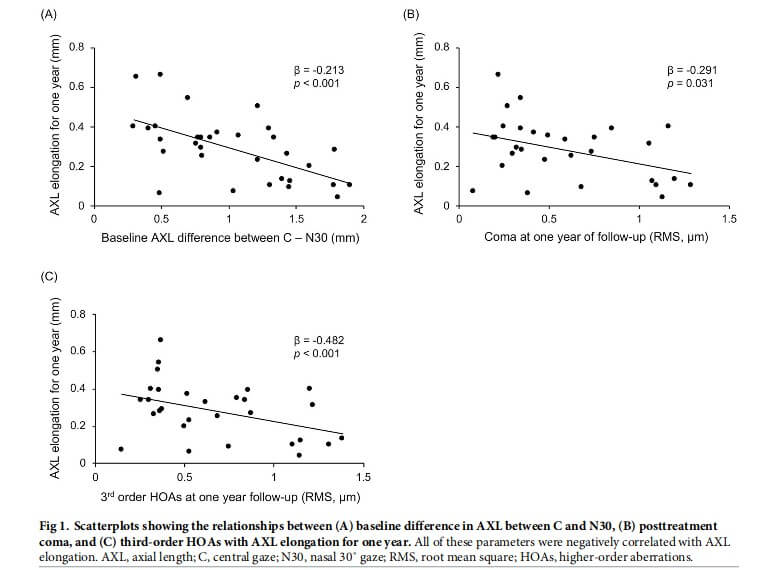 (A)
AXL elongation for one year (mm)
0.8
0.6
0.4
0.2
0
β = -0.213
p < 0.001
0 0.5 1 1.5 2
Baseline AXL difference between C – N30 (mm)
(B)
AXL elongation for one year (mm)
0.8
0.6
0.4
0.2
0
β = -0.291
p = 0.031
0 0.5 1 1.5
Coma at one year of follow-up (RMS, μm)
(C)
AXL elongation for one year (mm)
0.8
0.6
0.4
0.2
0
β = -0.482
p < 0.001
0 0.5 1 1.5
3rd order HOAs at one year follow-up (RMS, μm)
Fig 1. Scatterplots showing the relationships between (A) baseline difference in AXL between C and N30, (B) posttreatment
coma, and (C) third-order HOAs with AXL elongation for one year. All of these parameters were negatively correlated with AXL
elongation. AXL, axial length; C, central gaze; N30, nasal 30˚ gaze; RMS, root mean square; HOAs, higher-order aberrations.